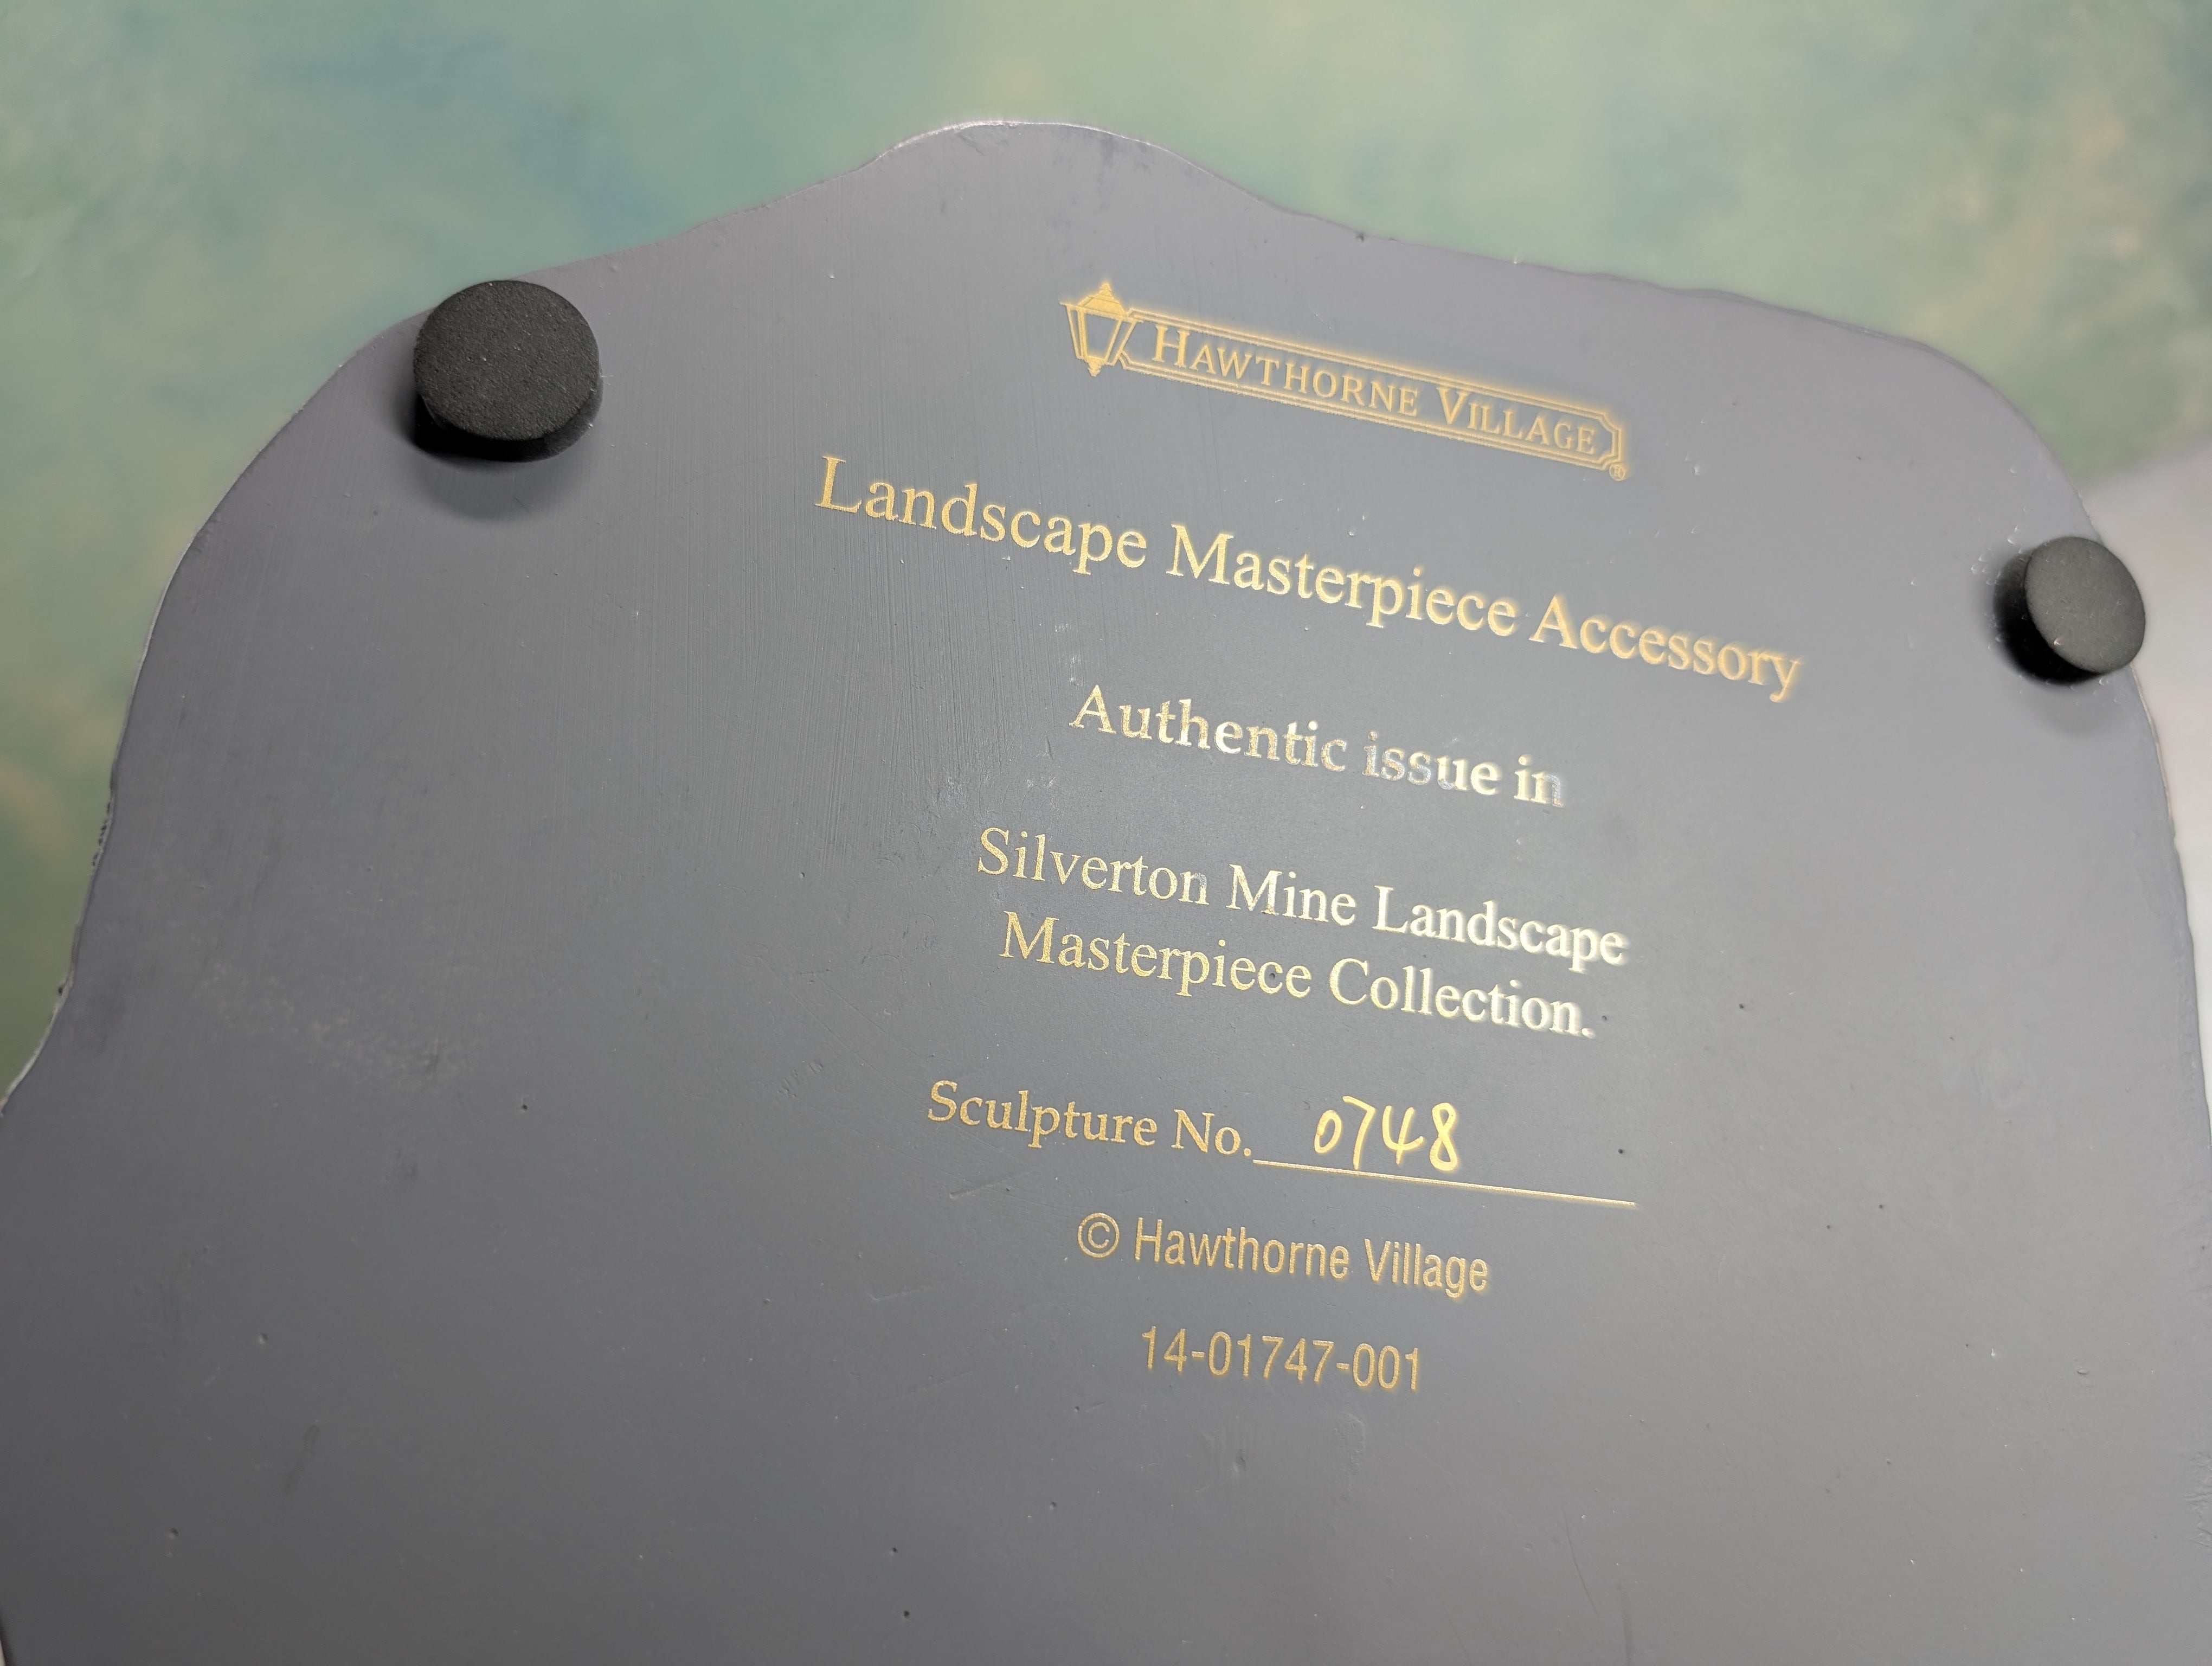 HAWTHORNE VILLAGE®
Landscape Masterpiece Accessory
Authentic issue in
Silverton Mine Landscape
Masterpiece Collection.
Sculpture No. 0748
© Hawthorne Village
14-01747-001